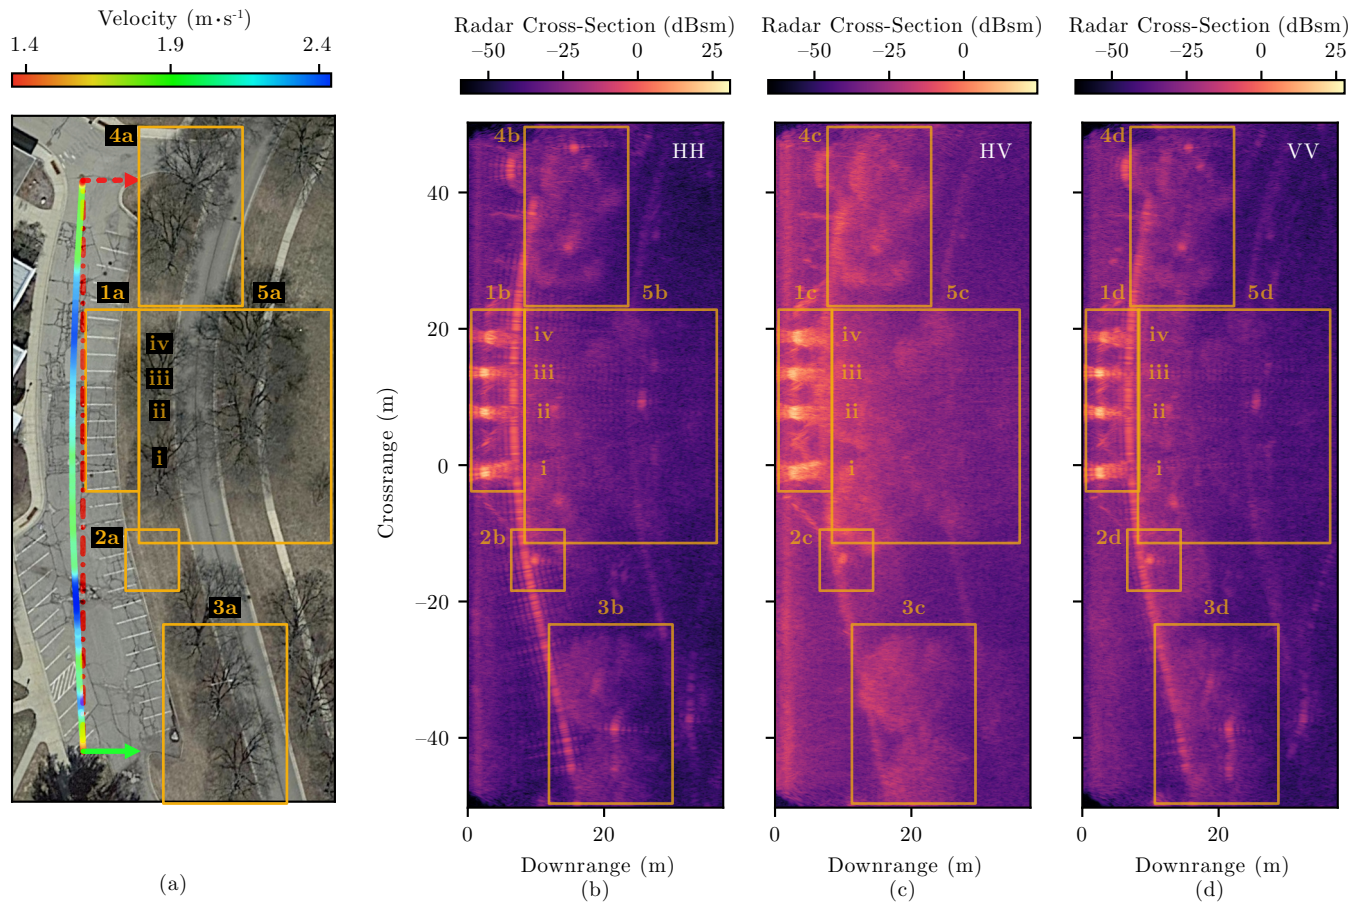 Velocity (m·s⁻¹)
1.4 1.9 2.4
4a
1a 5a
iv
iii
ii
i
2a
3a
(a)
Radar Cross-Section (dBsm)
−50 −25 0 25
4b HH
1b 5b
iv
iii
ii
i
2b
3b
40
20
0
−20
−40
Crossrange (m)
0 20
Downrange (m)
(b)
Radar Cross-Section (dBsm)
−50 −25 0
4c HV
1c 5c
iv
iii
ii
i
2c
3c
0 20
Downrange (m)
(c)
Radar Cross-Section (dBsm)
−50 −25 0 25
4d VV
1d 5d
iv
iii
ii
i
2d
3d
0 20
Downrange (m)
(d)